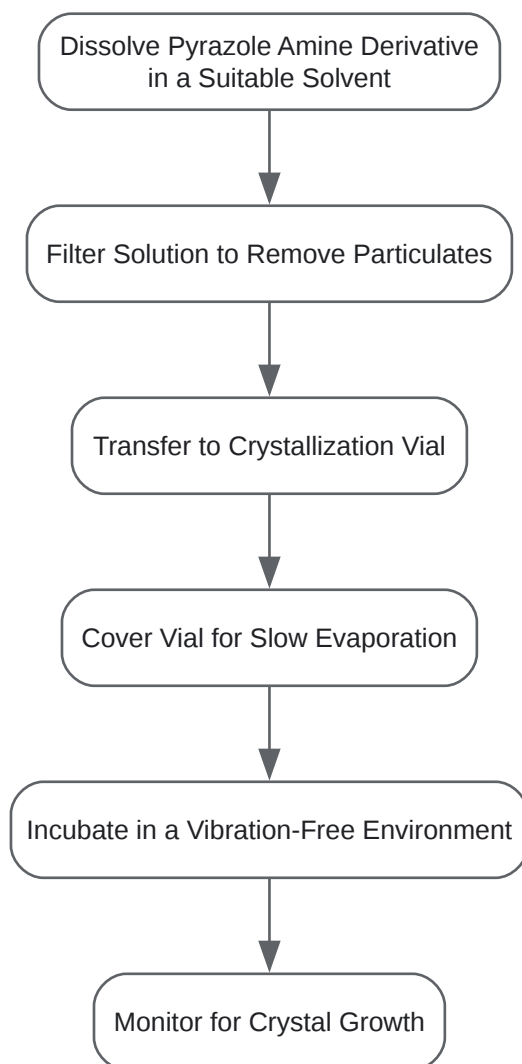 Dissolve Pyrazole Amine Derivative
in a Suitable Solvent
Filter Solution to Remove Particulates
Transfer to Crystallization Vial
Cover Vial for Slow Evaporation
Incubate in a Vibration-Free Environment
Monitor for Crystal Growth